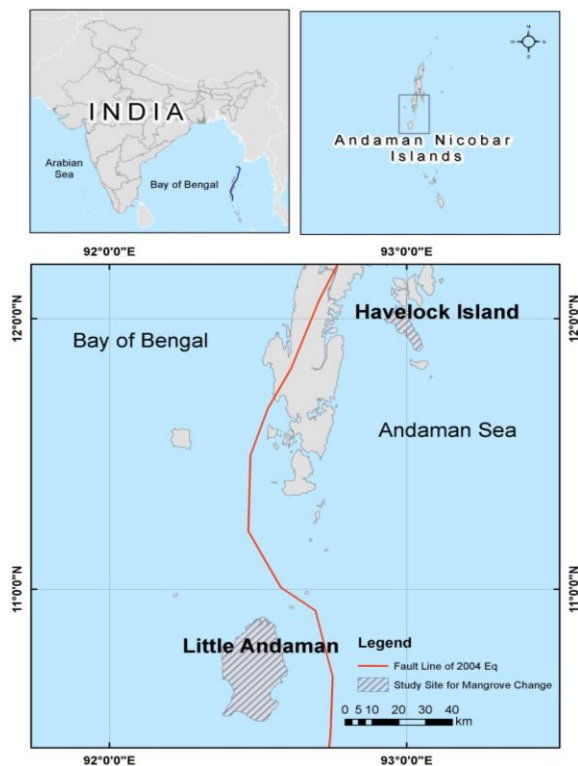 INDIA
Arabian
Sea
Bay of Bengal
N
W
E
S
Andaman Nicobar
Islands
92°0'0"E
93°0'0"E
12°0'0"N
12°0'0"N
Havelock Island
Bay of Bengal
Andaman Sea
11°0'0"N
11°0'0"N
Little Andaman
Legend
Fault Line of 2004 Eq
Study Site for Mangrove Change
0 5 10 20 30 40
km
92°0'0"E
93°0'0"E